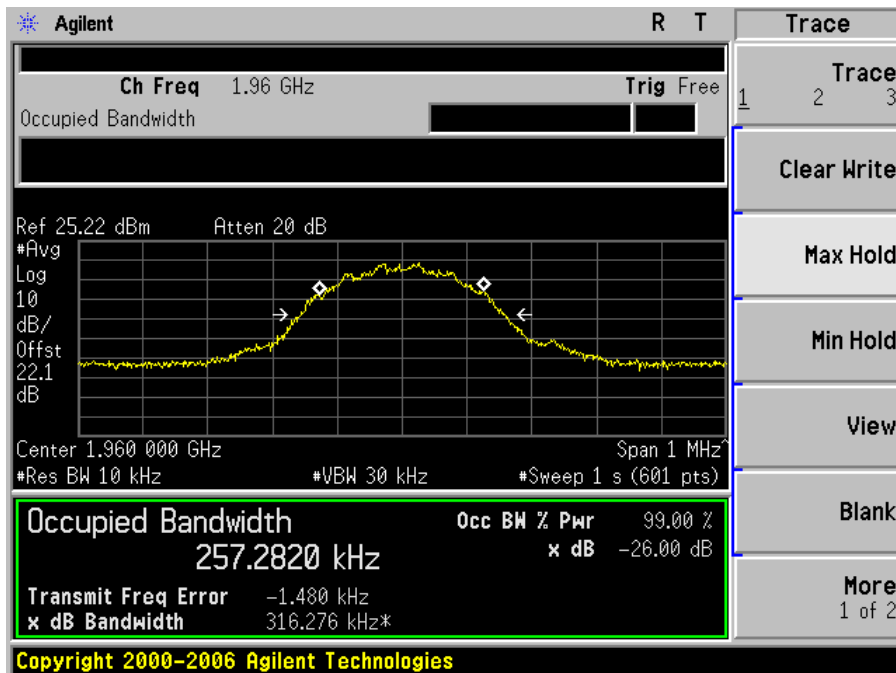 Agilent
R T
Trace
Ch Freq 1.96 GHz
Trig Free
Occupied Bandwidth
Trace
1 2 3
Clear Write
Max Hold
Min Hold
View
Blank
More
1 of 2
Ref 25.22 dBm
Atten 20 dB
#Avg
Log
10
dB/
Offst
22.1
dB
Center 1.960 000 GHz
Span 1 MHz^
#Res BW 10 kHz
#VBW 30 kHz
#Sweep 1 s (601 pts)
Occupied Bandwidth
257.2820 kHz
Occ BW % Pwr 99.00 %
x dB -26.00 dB
Transmit Freq Error -1.480 kHz
x dB Bandwidth 316.276 kHz*
Copyright 2000-2006 Agilent Technologies